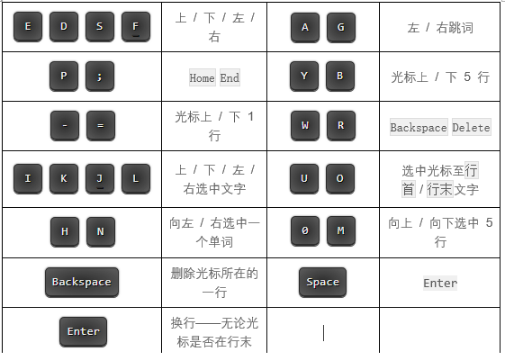 E D S F 上 / 下 / 左 / A G 左 / 右跳词
右
P ; Home End Y B 光标上 / 下 5 行
- = 光标上 / 下 1 W R Backspace Delete
行
I K J L 上 / 下 / 左 / U O 选中光标至行
右选中文字 首 / 行末文字
H N 向左 / 右选中一 0 M 向上 / 向下选中 5
个单词 行
Backspace 删除光标所在的 Space Enter
一行
Enter 换行——无论光
标是否在行末